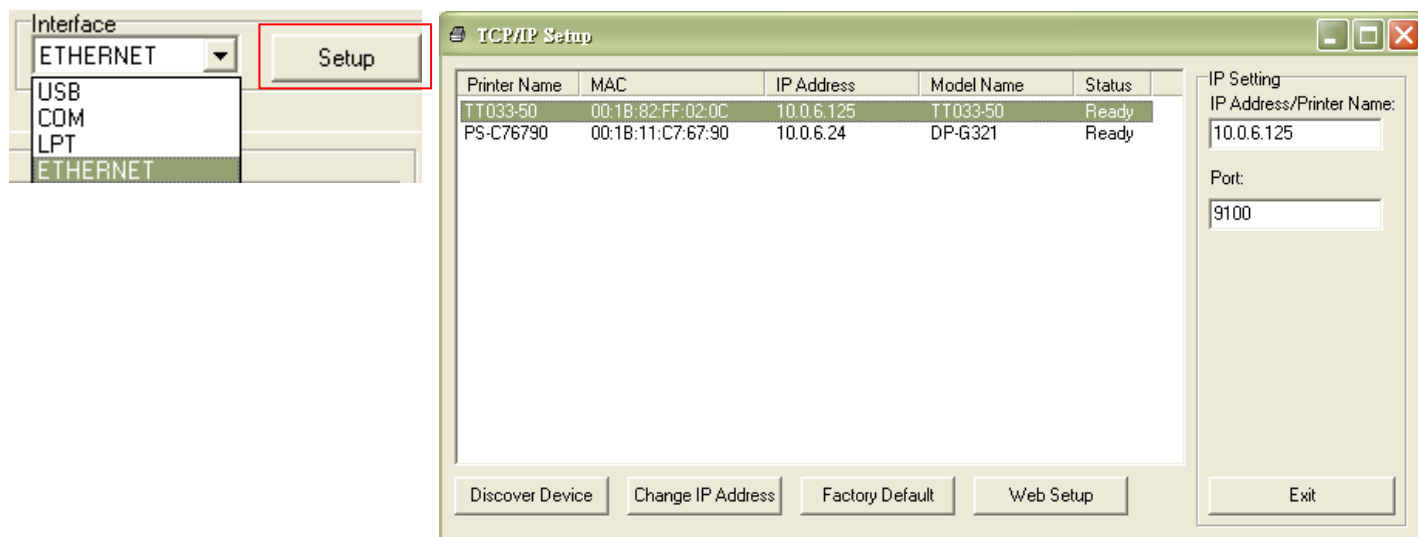 Interface
ETHERNET
Setup
USB
COM
LPT
ETHERNET
TCP/IP Setup
Printer Name MAC IP Address Model Name Status
TT033-50 00:1B:82:FF:02:0C 10.0.6.125 TT033-50 Ready
PS-C76790 00:1B:11:C7:67:90 10.0.6.24 DP-G321 Ready
IP Setting
IP Address/Printer Name:
10.0.6.125
Port:
9100
Discover Device Change IP Address Factory Default Web Setup Exit